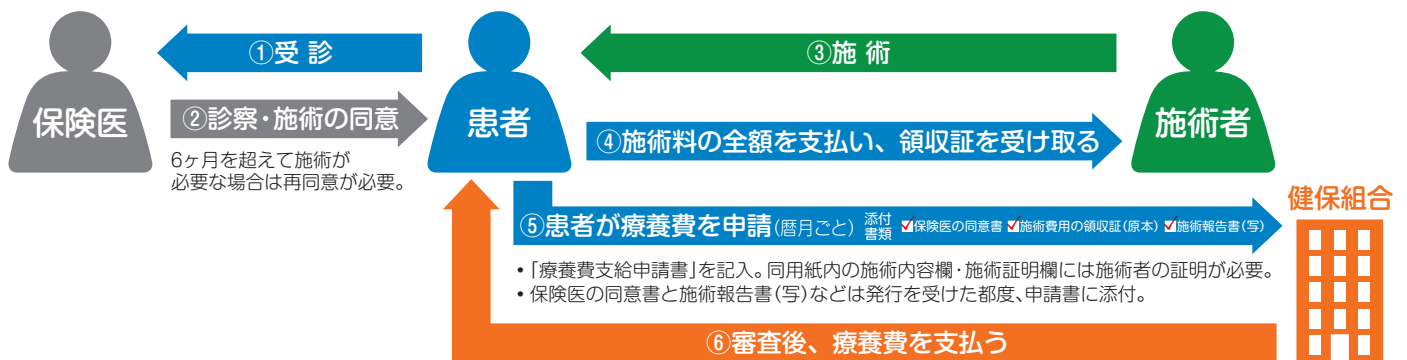 ①受 診
③施 術
保険医
②診察・施術の同意
患者
④施術料の全額を支払い、領収証を受け取る
施術者
6ヶ月を超えて施術が
必要な場合は再同意が必要。
健保組合
⑤患者が療養費を申請(暦月ごと) 添付書類 ✓保険医の同意書 ✓施術費用の領収証(原本) ✓施術報告書(写)
•「療養費支給申請書」を記入。同用紙内の施術内容欄・施術証明欄には施術者の証明が必要。
•保険医の同意書と施術報告書(写)などは発行を受けた都度、申請書に添付。
⑥審査後、療養費を支払う